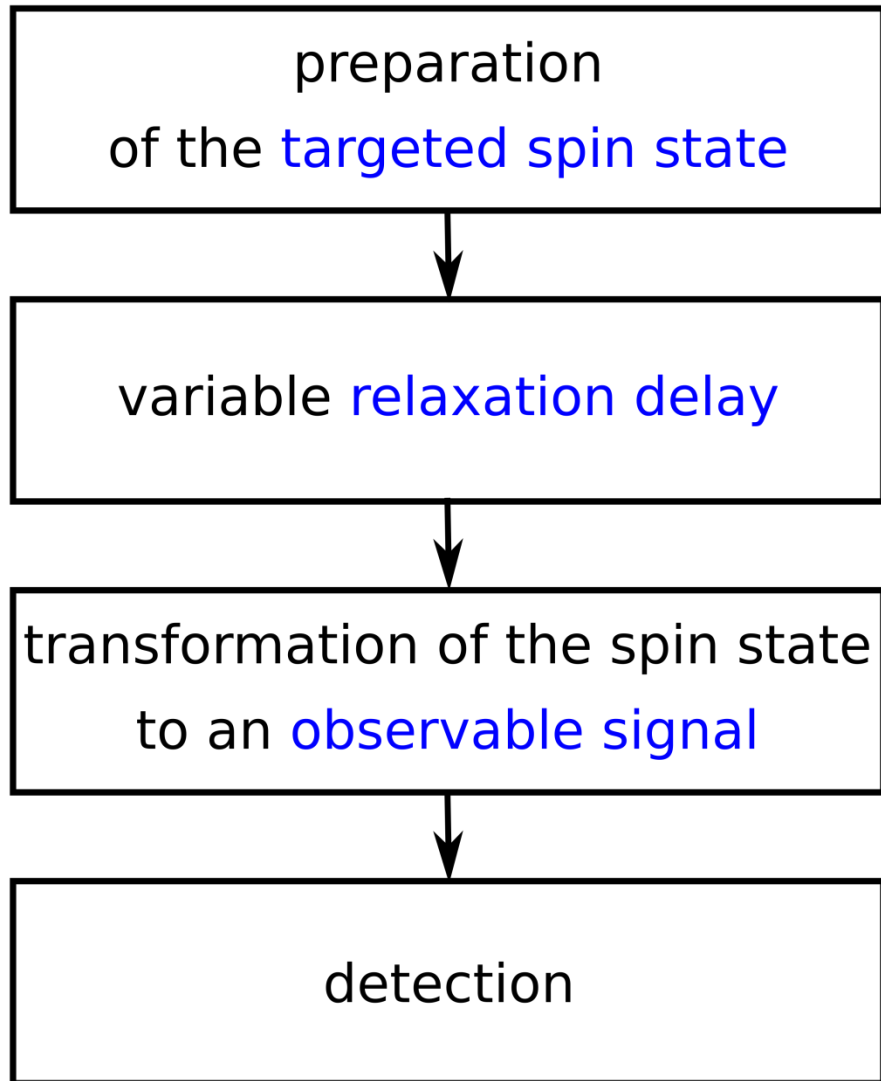 preparation
of the targeted spin state
variable relaxation delay
transformation of the spin state
to an observable signal
detection